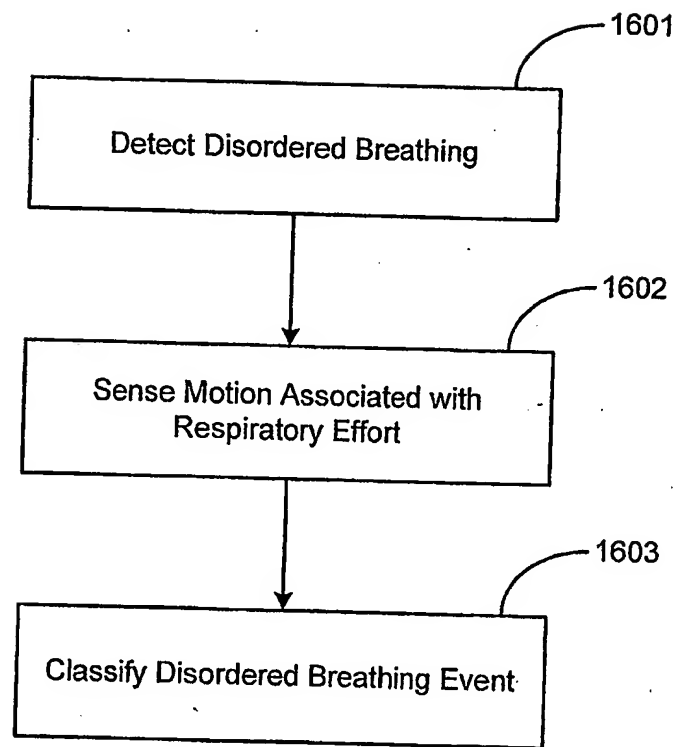 1601
Detect Disordered Breathing
1602
Sense Motion Associated with
Respiratory Effort
1603
Classify Disordered Breathing Event